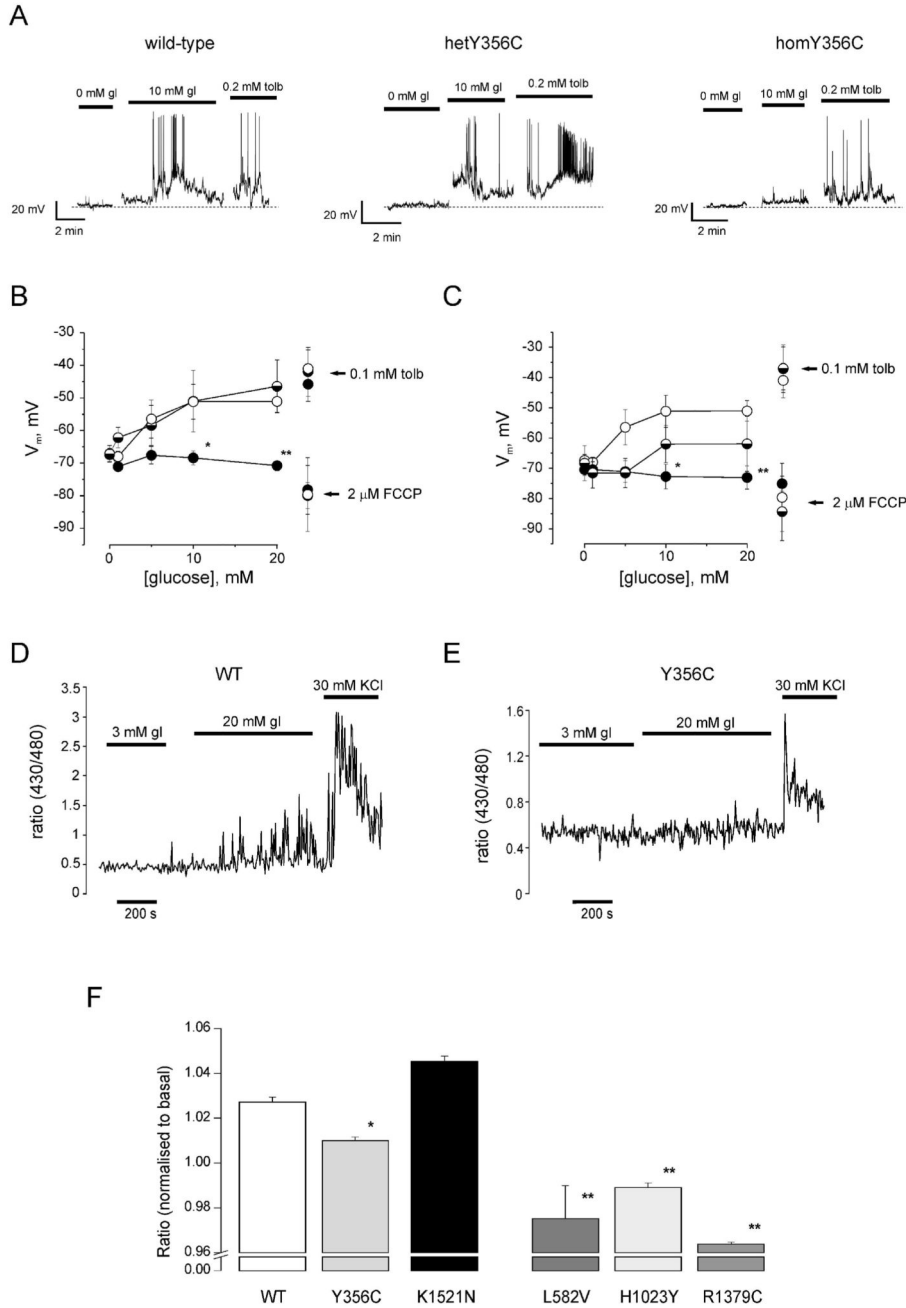 A
wild-type
hetY356C
homY356C
0 mM gl
10 mM gl
0.2 mM tolb
0 mM gl
10 mM gl
0.2 mM tolb
0 mM gl
10 mM gl
0.2 mM tolb
20 mV
2 min
20 mV
2 min
20 mV
2 min
B
-30
-40
-50
-60
-70
-80
-90
Vm, mV
0
10
20
[glucose], mM
*
**
0.1 mM tolb
2 μM FCCP
C
-30
-40
-50
-60
-70
-80
-90
Vm, mV
0
10
20
[glucose], mM
*
**
0.1 mM tolb
2 μM FCCP
D
WT
3.5
3
2.5
2
1.5
1
0.5
0
ratio (430/480)
3 mM gl
20 mM gl
30 mM KCl
200 s
E
Y356C
1.6
1.2
0.8
0.4
0
ratio (430/480)
3 mM gl
20 mM gl
30 mM KCl
200 s
F
1.06
1.04
1.02
1.00
0.98
0.96
0.00
Ratio (normalised to basal)
*
**
**
**
WT
Y356C
K1521N
L582V
H1023Y
R1379C